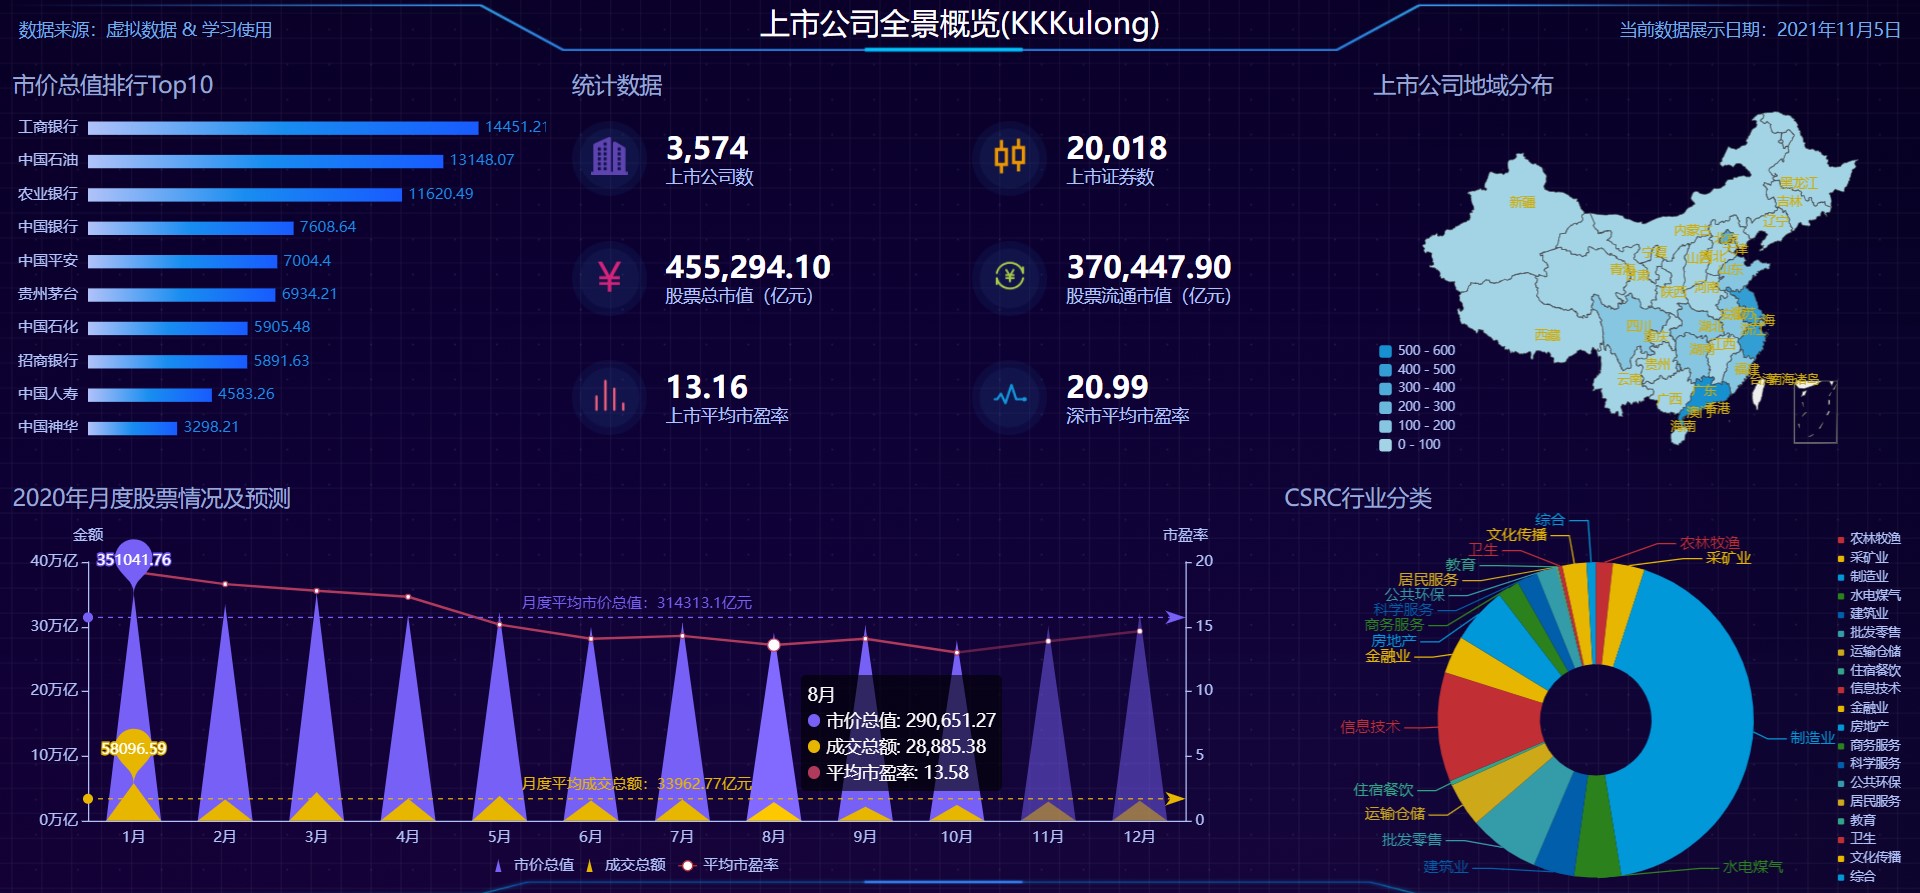 数据来源：虚拟数据 & 学习使用
上市公司全景概览(KKKulong)
当前数据展示日期：2021年11月5日
市价总值排行Top10
工商银行 14451.21
中国石油 13148.07
农业银行 11620.49
中国银行 7608.64
中国平安 7004.4
贵州茅台 6934.21
中国石化 5905.48
招商银行 5891.63
中国人寿 4583.26
中国神华 3298.21
统计数据
3,574
上市公司数
20,018
上市证券数
455,294.10
股票总市值（亿元）
370,447.90
股票流通市值（亿元）
13.16
上市平均市盈率
20.99
深市平均市盈率
上市公司地域分布
黑龙江
吉林
辽宁
新疆
内蒙古
宁夏
山东
陕西
河南
西藏
四川
湖北
江西
贵州
云南
福建
广西
广东
香港
澳门
海南
台湾
南海诸岛
500 - 600
400 - 500
300 - 400
200 - 300
100 - 200
0 - 100
2020年月度股票情况及预测
金额
市盈率
40万亿
30万亿
20万亿
10万亿
0万亿
20
15
10
5
0
351041.76
58096.59
月度平均市价总值：314313.1亿元
月度平均成交总额：33962.77亿元
8月
市价总值: 290,651.27
成交总额: 28,885.38
平均市盈率: 13.58
1月 2月 3月 4月 5月 6月 7月 8月 9月 10月 11月 12月
市价总值 成交总额 平均市盈率
CSRC行业分类
综合
文化传播
卫生
教育
居民服务
公共环保
科学服务
商务服务
房地产
金融业
信息技术
住宿餐饮
运输仓储
批发零售
建筑业
水电煤气
制造业
采矿业
农林牧渔
农林牧渔
采矿业
制造业
水电煤气
建筑业
批发零售
运输仓储
住宿餐饮
信息技术
金融业
房地产
商务服务
科学服务
公共环保
居民服务
教育
卫生
文化传播
综合